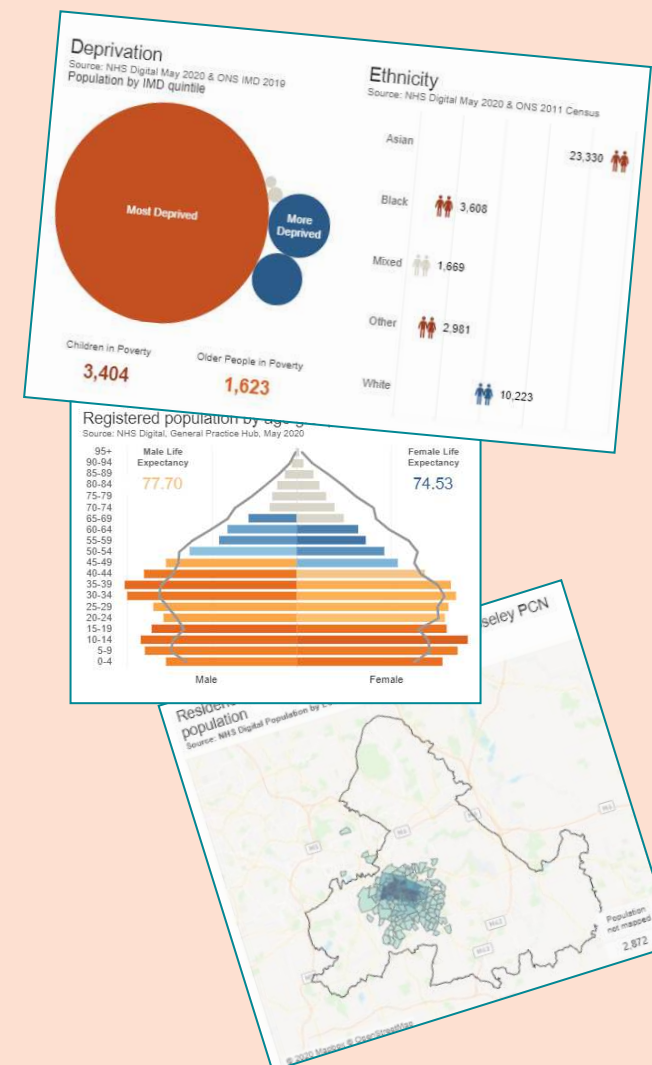 Deprivation
Source: NHS Digital May 2020 & ONS IMD 2019
Population by IMD quintile
Most Deprived
More
Deprived
Children in Poverty
3,404
Older People in Poverty
1,623
Ethnicity
Source: NHS Digital May 2020 & ONS 2011 Census
Asian
23,330
Black
3,608
Mixed
1,669
Other
2,981
White
10,223
Registered population by age
Source: NHS Digital, General Practice Hub, May 2020
Male Life
Expectancy
77.70
Female Life
Expectancy
74.53
95+
90-94
85-89
80-84
75-79
70-74
65-69
60-64
55-59
50-54
45-49
40-44
35-39
30-34
25-29
20-24
15-19
10-14
5-9
0-4
Male
Female
seley PCN
population
Source: NHS Digital Population by
Population
not mapped
2,872
© 2020 Mapbox © OpenStreetMap